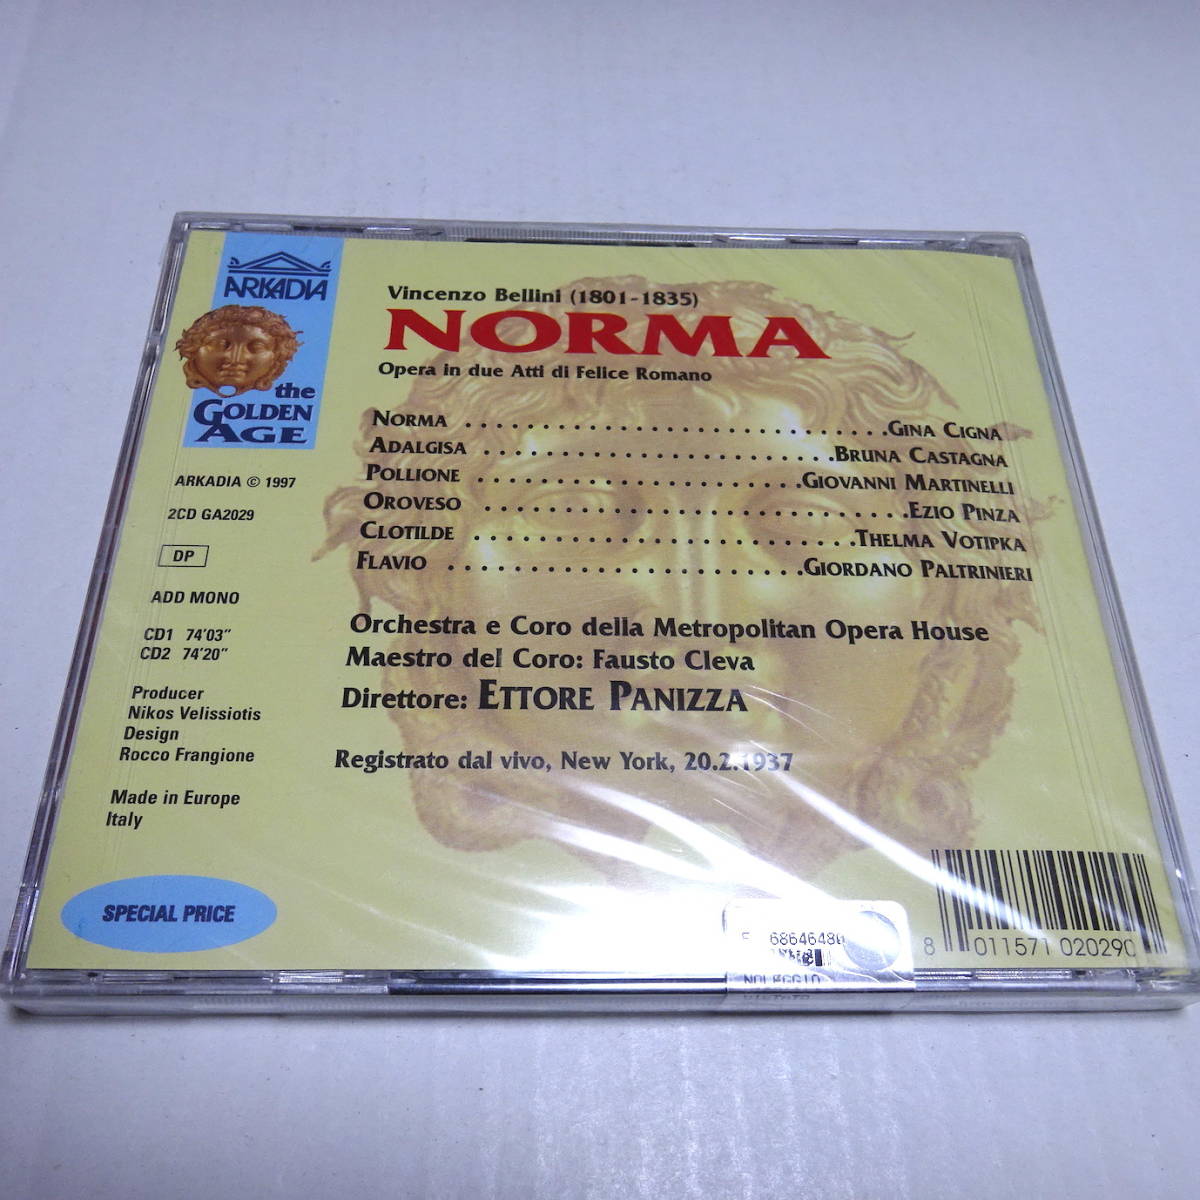 ARKADIA
the
GOLDEN
AGE
ARKADIA © 1997
2CD GA2029
DP
ADD MONO
CD1 74'03"
CD2 74'20"
Producer
Nikos Velissiotis
Design
Rocco Frangione
Made in Europe
Italy
SPECIAL PRICE
Vincenzo Bellini (1801-1835)
NORMA
Opera in due Atti di Felice Romano
NORMA . . . . . . . . . . . . . . . . . . . . . . . . . . . . . .GINA CIGNA
ADALGISA . . . . . . . . . . . . . . . . . . . . . . . . .BRUNA CASTAGNA
POLLIONE . . . . . . . . . . . . . . . . . . . . . . .GIOVANNI MARTINELLI
OROVESO . . . . . . . . . . . . . . . . . . . . . . . . . . . . . .EZIO PINZA
CLOTILDE . . . . . . . . . . . . . . . . . . . . . . . . . . .THELMA VOTIPKA
FLAVIO . . . . . . . . . . . . . . . . . . . . . . . . .GIORDANO PALTRINIERI
Orchestra e Coro della Metropolitan Opera House
Maestro del Coro: Fausto Cleva
Direttore: ETTORE PANIZZA
Registrato dal vivo, New York, 20.2.1937
68646480
NOLEGGIO
VIETATO
8 011571 020290